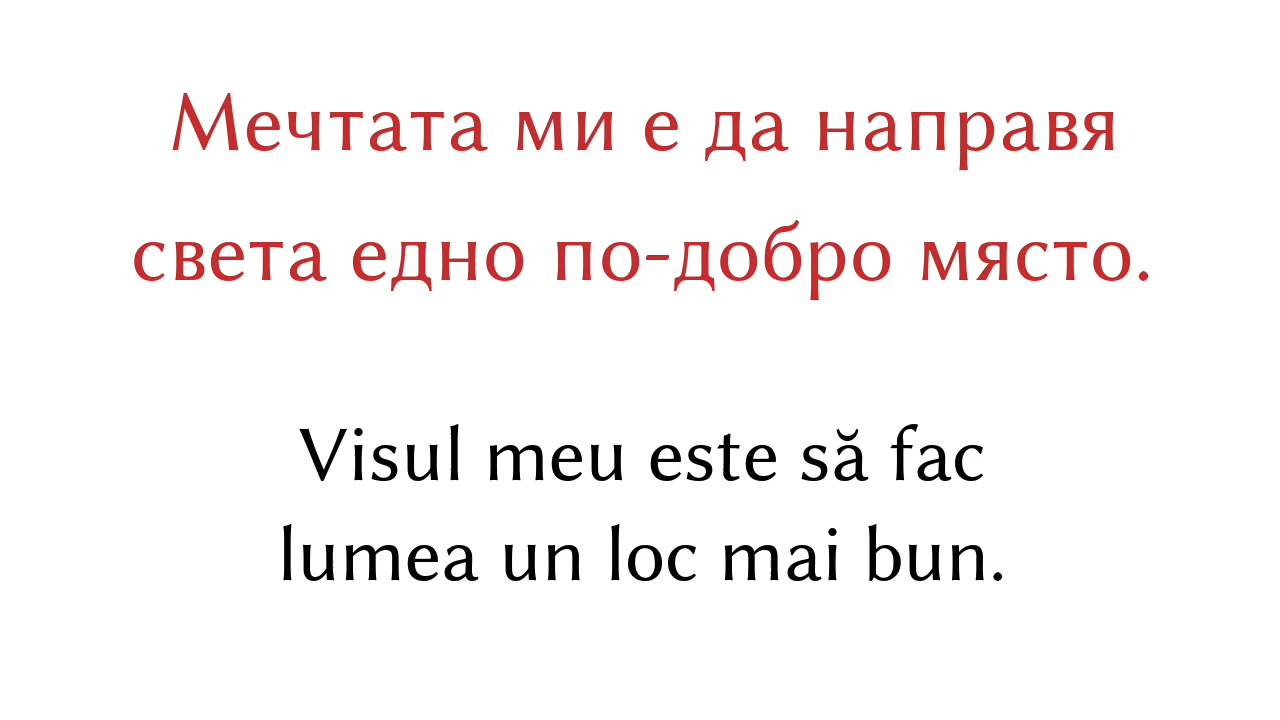 Мечтата ми е да направя
света едно по-добро място.
Visul meu este să fac
lumea un loc mai bun.